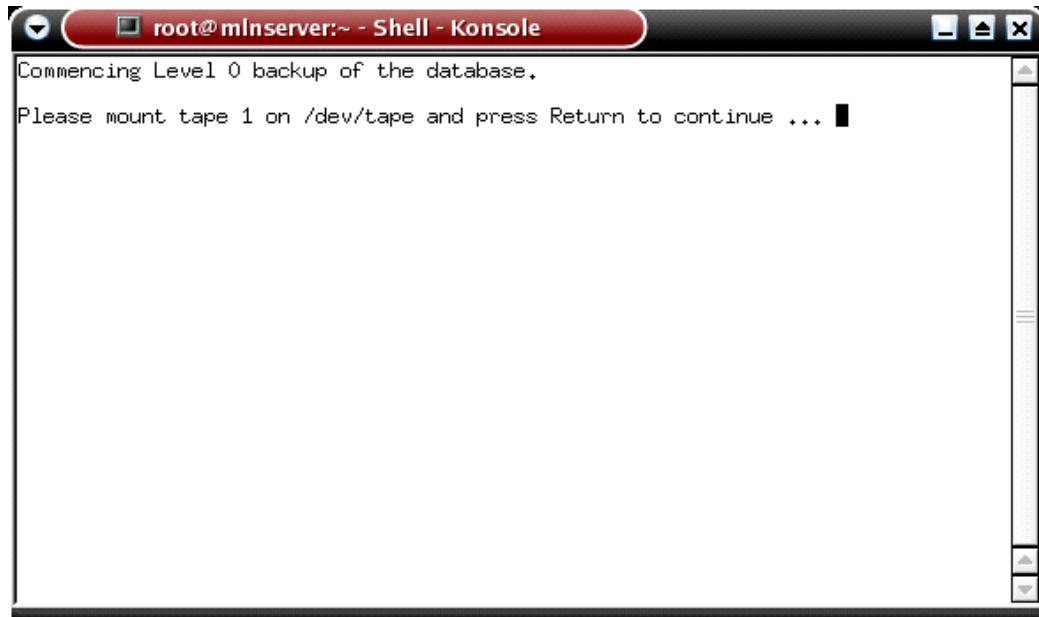 root@mlnserver:~ - Shell - Konsole
Commencing Level 0 backup of the database.
Please mount tape 1 on /dev/tape and press Return to continue ...